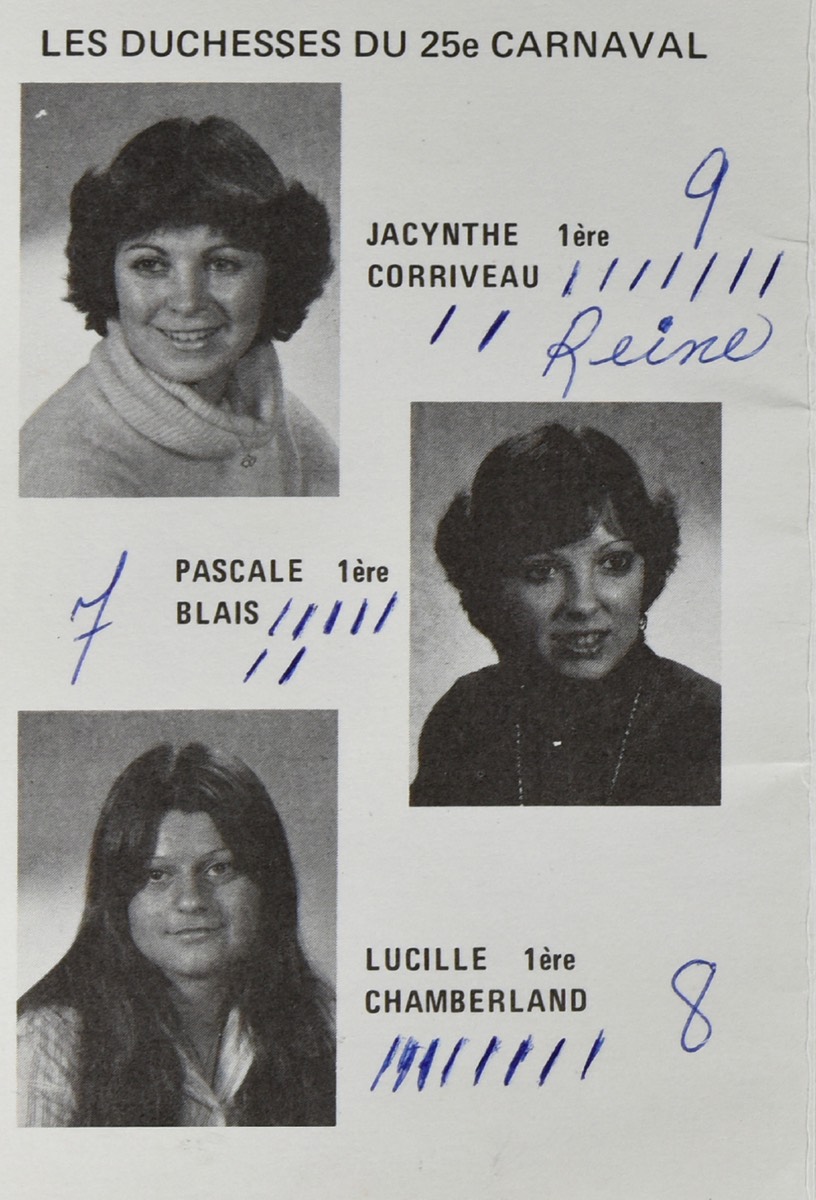 LES DUCHESSES DU 25e CARNAVAL
9
JACYNTHE 1ère
CORRIVEAU / / / / / / /
/ / Reine
PASCALE 1ère
7 BLAIS / / / / /
/ /
LUCILLE 1ère
CHAMBERLAND 8